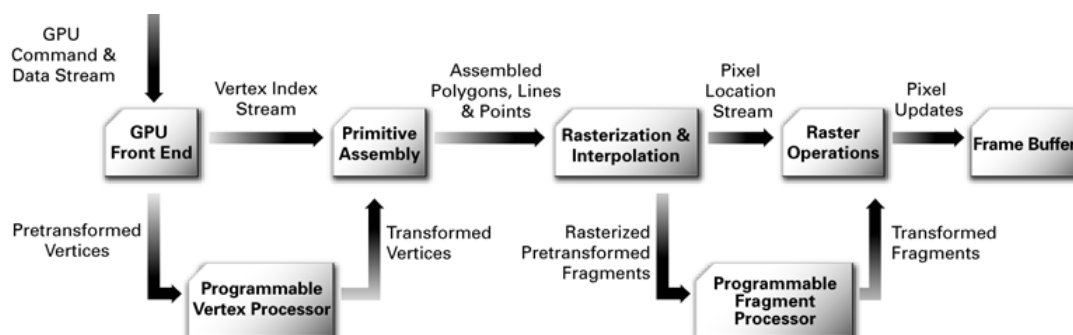 GPU
Command &
Data Stream
Vertex Index
Stream
Assembled
Polygons, Lines
& Points
Pixel
Location
Stream
Pixel
Updates
GPU
Front End
Primitive
Assembly
Rasterization &
Interpolation
Raster
Operations
Frame Buffer
Pretransformed
Vertices
Transformed
Vertices
Rasterized
Pretransformed
Fragments
Transformed
Fragments
Programmable
Vertex Processor
Programmable
Fragment
Processor